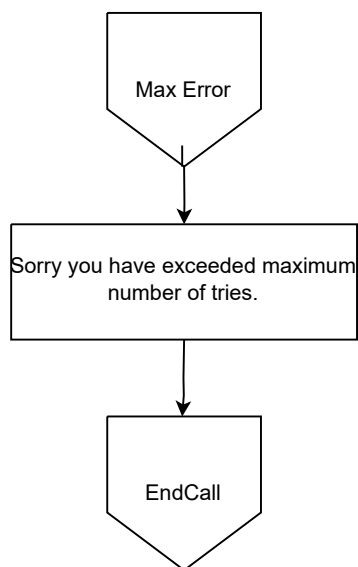 Max Error
Sorry you have exceeded maximum
number of tries.
EndCall